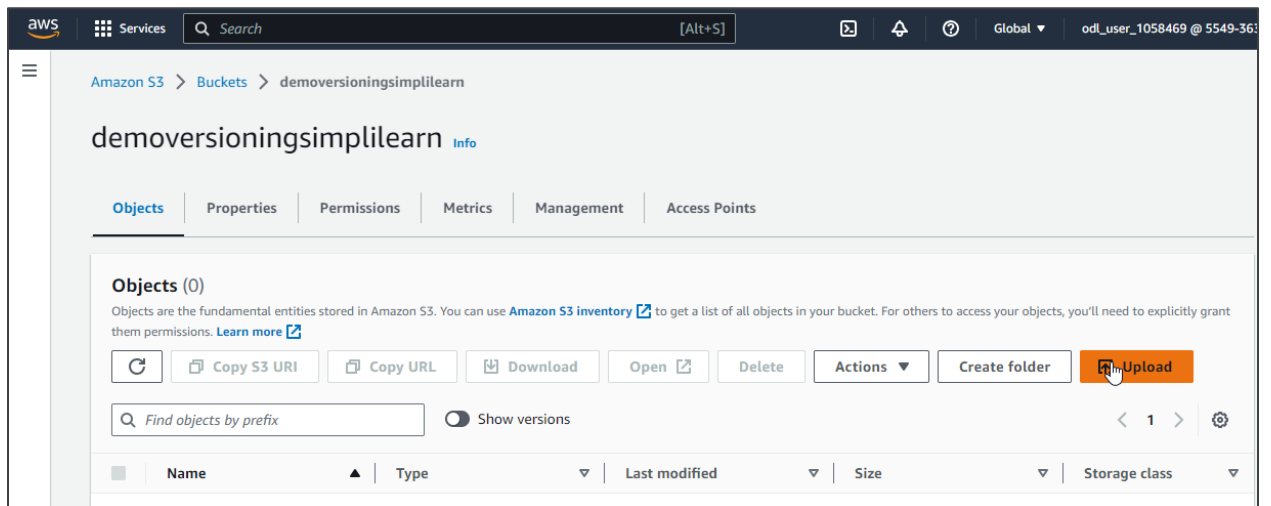 aws Services Search [Alt+S] Global ▼ odl_user_1058469 @ 5549-363
Amazon S3 > Buckets > demoversioningsimplilearn
demoversioningsimplilearn Info
Objects Properties Permissions Metrics Management Access Points
Objects (0)
Objects are the fundamental entities stored in Amazon S3. You can use Amazon S3 inventory to get a list of all objects in your bucket. For others to access your objects, you'll need to explicitly grant
them permissions. Learn more
Copy S3 URI Copy URL Download Open Delete Actions ▼ Create folder Upload
Find objects by prefix Show versions < 1 >
Name ▲ Type ▽ Last modified ▽ Size ▽ Storage class ▽